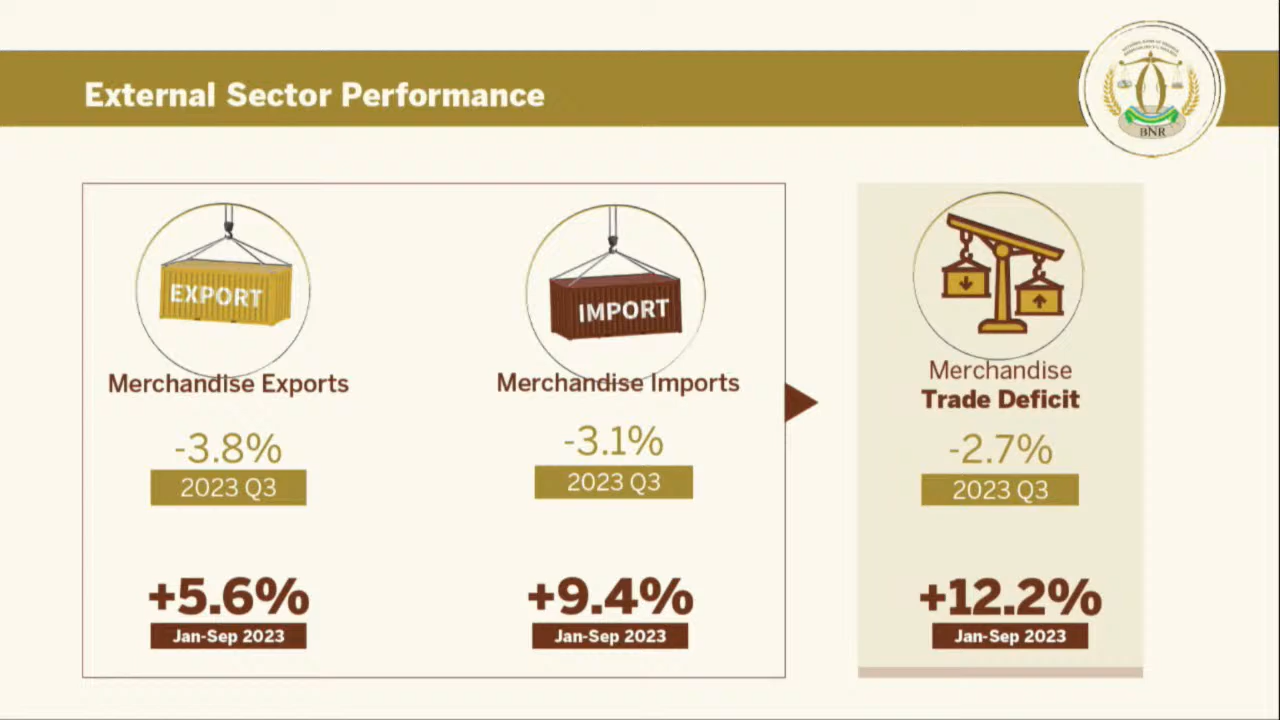 External Sector Performance
BNR
EXPORT
Merchandise Exports
-3.8%
2023 Q3
+5.6%
Jan-Sep 2023
IMPORT
Merchandise Imports
-3.1%
2023 Q3
+9.4%
Jan-Sep 2023
Merchandise
Trade Deficit
-2.7%
2023 Q3
+12.2%
Jan-Sep 2023